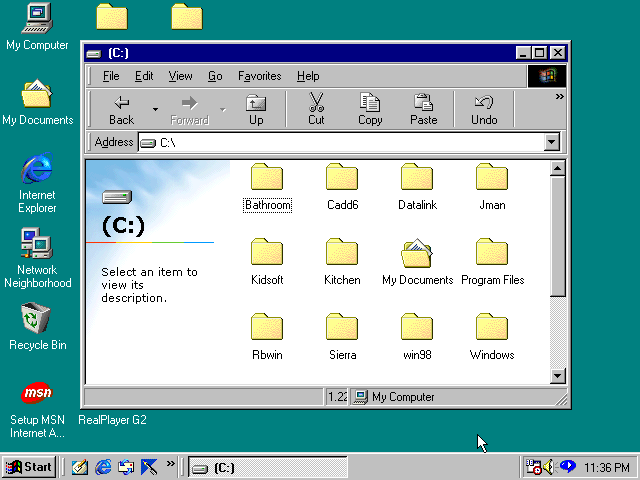 My Computer
My Documents
Internet
Explorer
Network
Neighborhood
Recycle Bin
msn
Setup MSN
Internet A...
RealPlayer G2
(C:)
File Edit View Go Favorites Help
Back Forward Up Cut Copy Paste Undo »
Address C:\
(C:)
Select an item to
view its
description.
Bathroom Cadd6 Datalink Jman
Kidsoft Kitchen My Documents Program Files
Rbwin Sierra win98 Windows
My Computer
Start » (C:) 11:36 PM